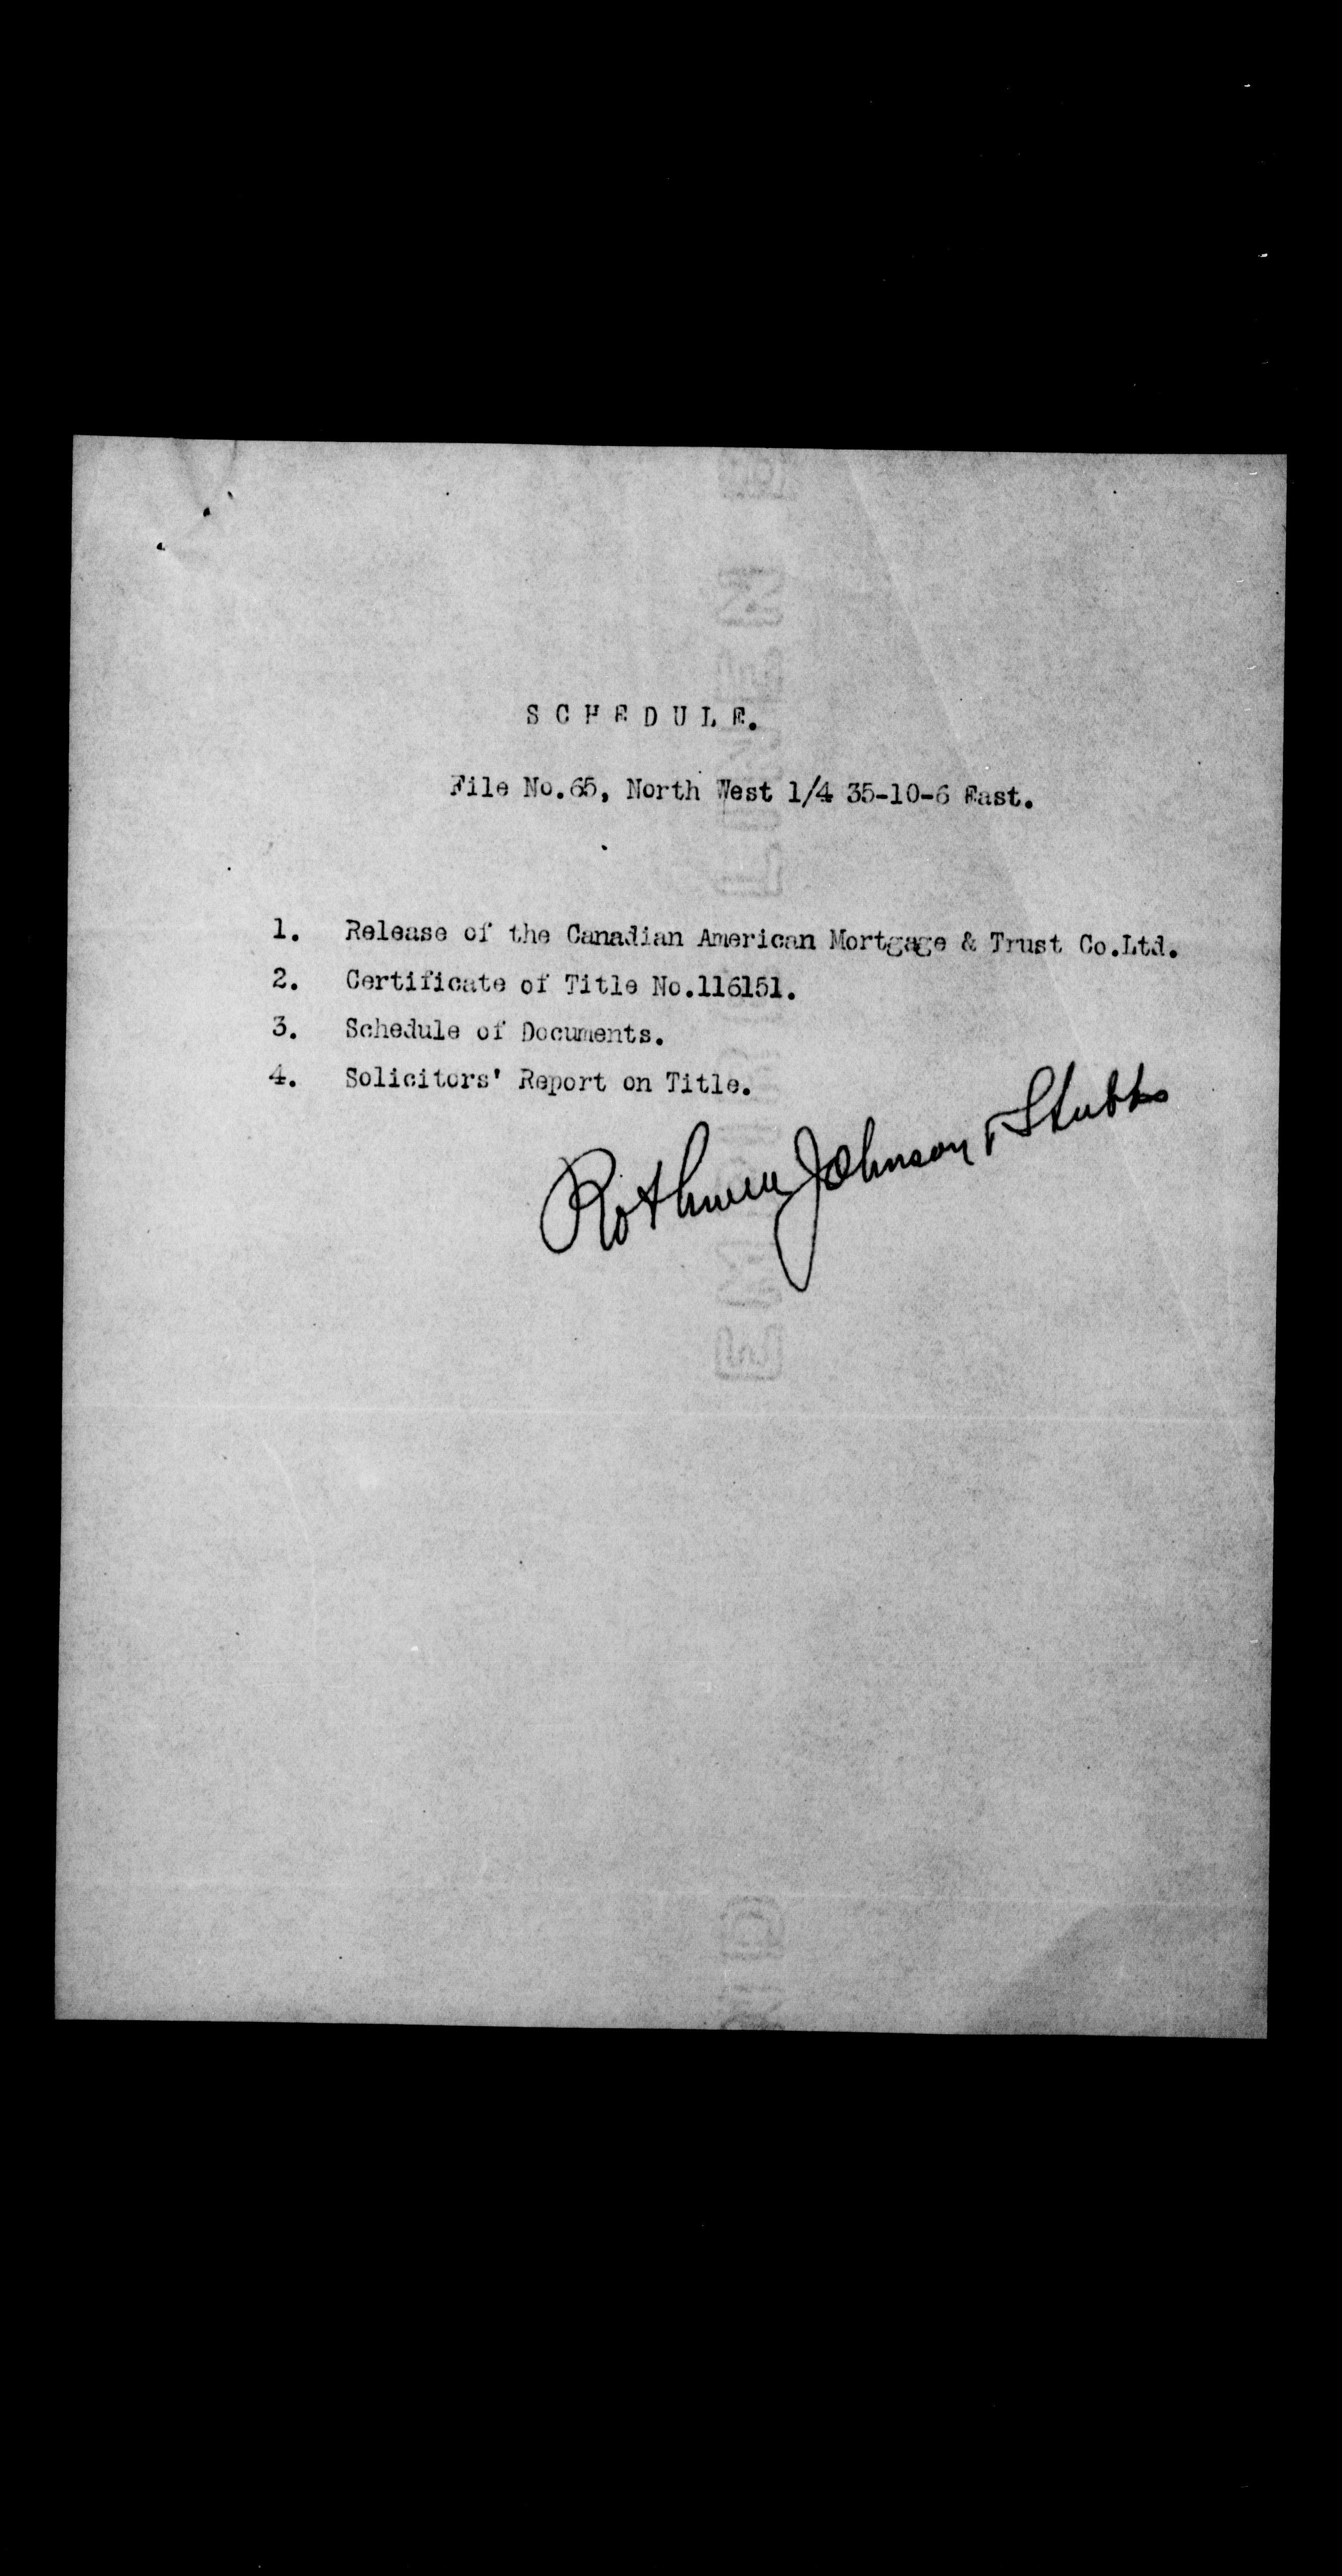 SCHEDULE.
File No.65, North West 1/4 35-10-6 East.
1. Release of the Canadian American Mortgage & Trust Co.Ltd.
2. Certificate of Title No.116151.
3. Schedule of Documents.
4. Solicitors' Report on Title.
Johnson & Stubbs